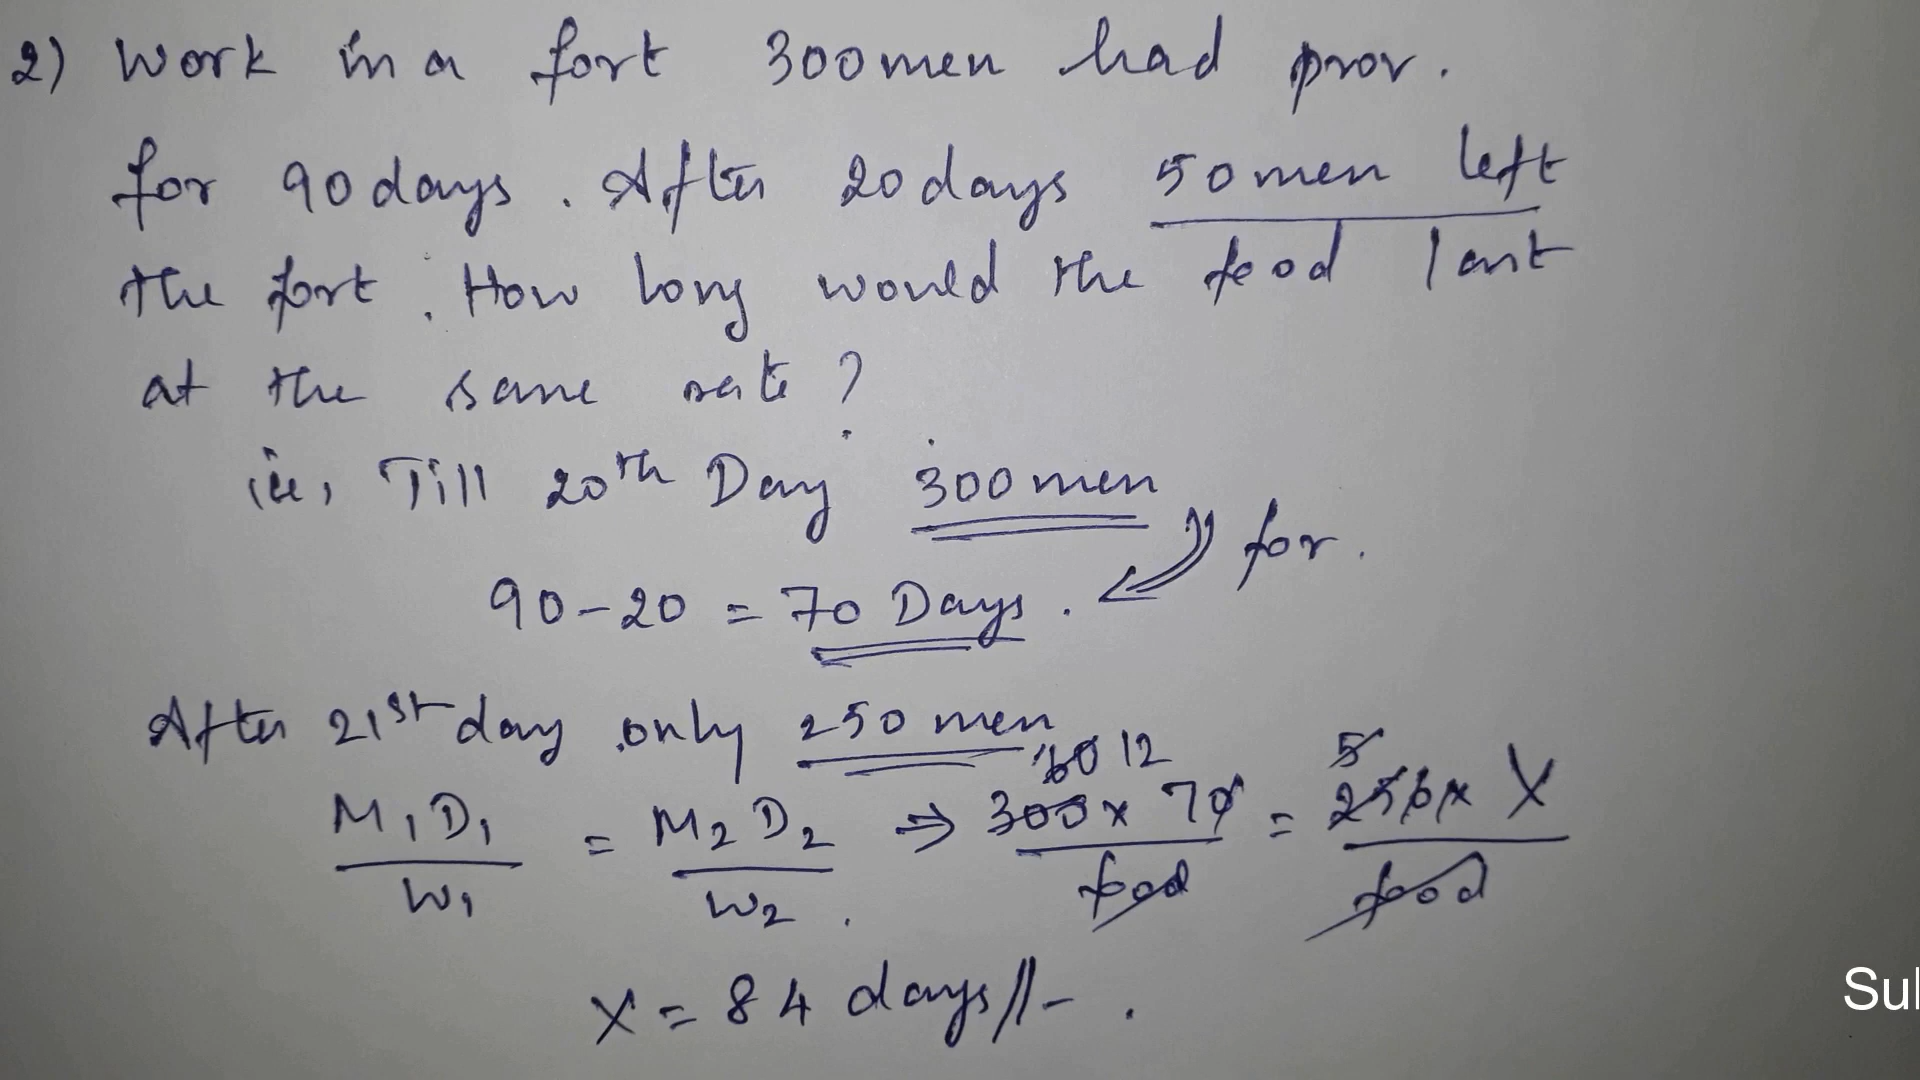 2) Work in a fort 300 men had prov.
for 90 days. After 20 days 50 men left
the fort. How long would the food last
at the same rate?
ie, Till 20th Day 300 men
for.
90 - 20 = 70 Days.
After 21st day only 250 men
30 12 5
M1D1 / W1 = M2D2 / W2 . ⇒ 300 x 70 / food = 250 x X / food
X = 84 days//- .
Sul